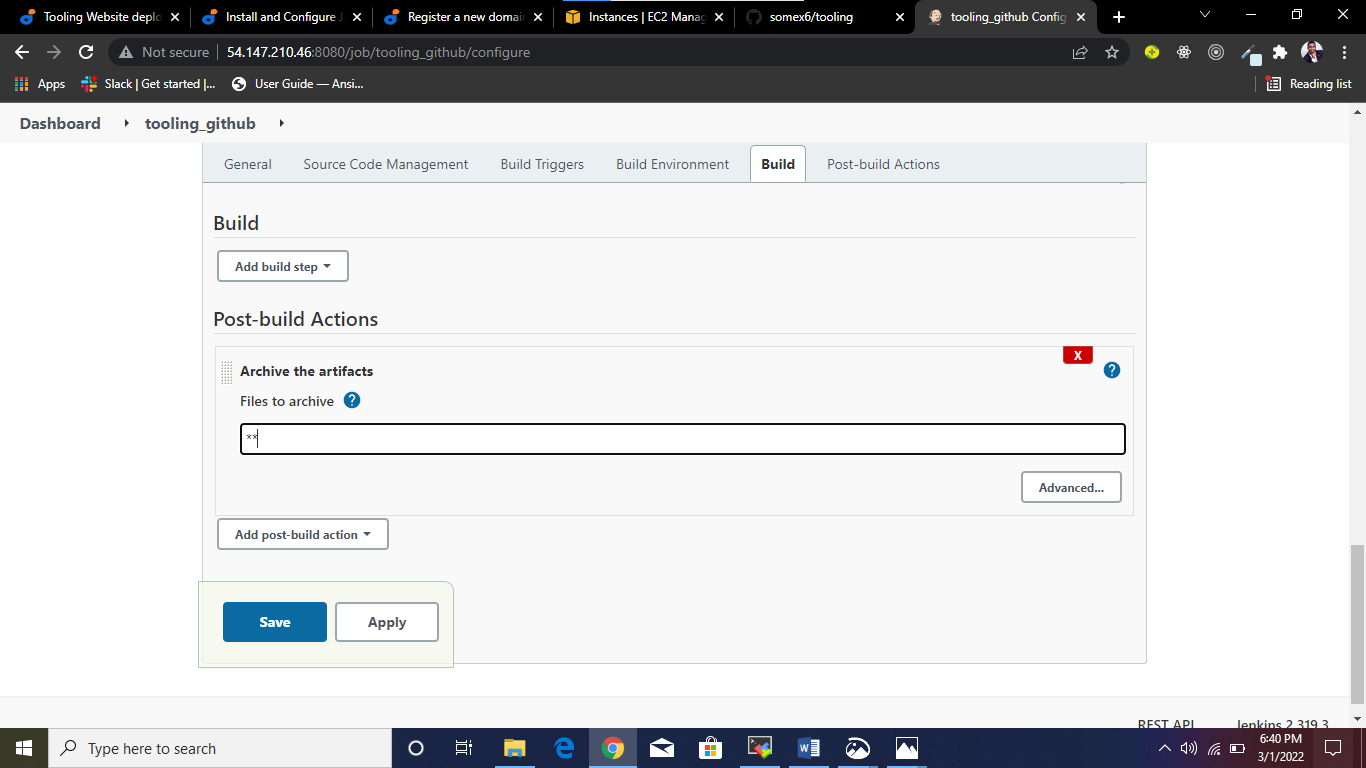 Tooling Website deplo
Install and Configure J
Register a new domai
Instances | EC2 Manag
somex6/tooling
tooling_github Config
Not secure 54.147.210.46:8080/job/tooling_github/configure
Apps
Slack | Get started |...
User Guide — Ansi...
Reading list
Dashboard
tooling_github
General
Source Code Management
Build Triggers
Build Environment
Build
Post-build Actions
Build
Add build step
Post-build Actions
X
Archive the artifacts
?
Files to archive ?
**
Advanced...
Add post-build action
Save
Apply
REST API
Jenkins 2.319.3
Type here to search
6:40 PM
3/1/2022